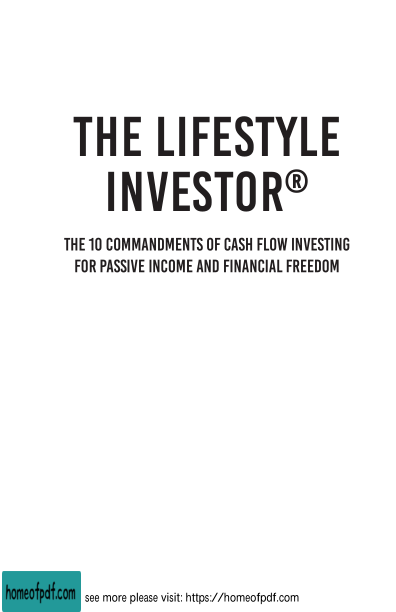 THE LIFESTYLE
INVESTOR®
THE 10 COMMANDMENTS OF CASH FLOW INVESTING
FOR PASSIVE INCOME AND FINANCIAL FREEDOM
homeofpdf.com see more please visit: https://homeofpdf.com